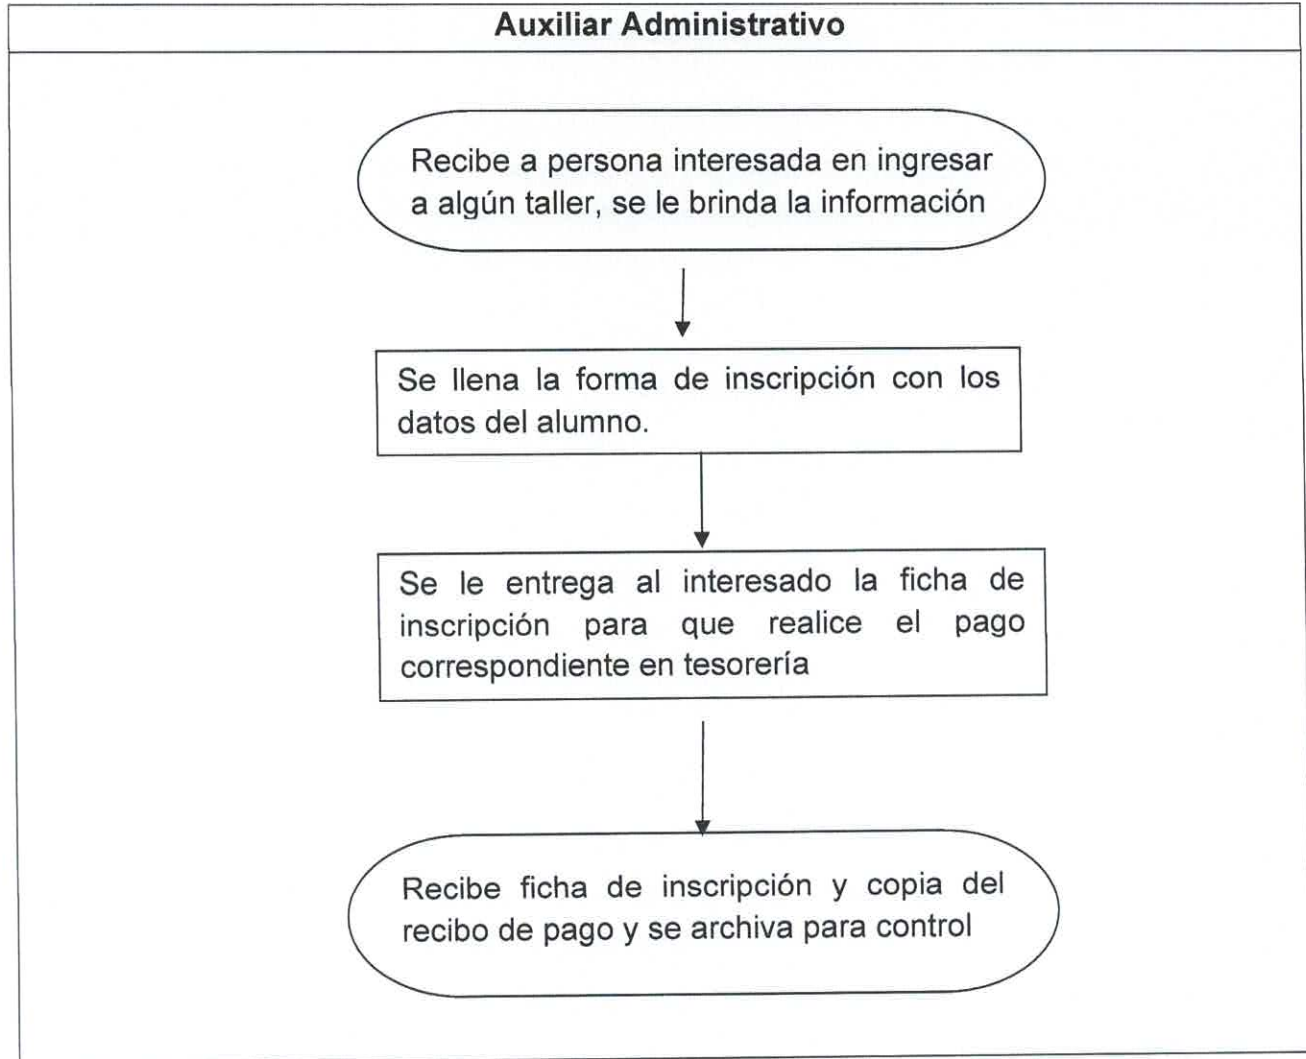 Auxiliar Administrativo
Recibe a persona interesada en ingresar
a algún taller, se le brinda la información
Se llena la forma de inscripción con los
datos del alumno.
Se le entrega al interesado la ficha de
inscripción para que realice el pago
correspondiente en tesorería
Recibe ficha de inscripción y copia del
recibo de pago y se archiva para control